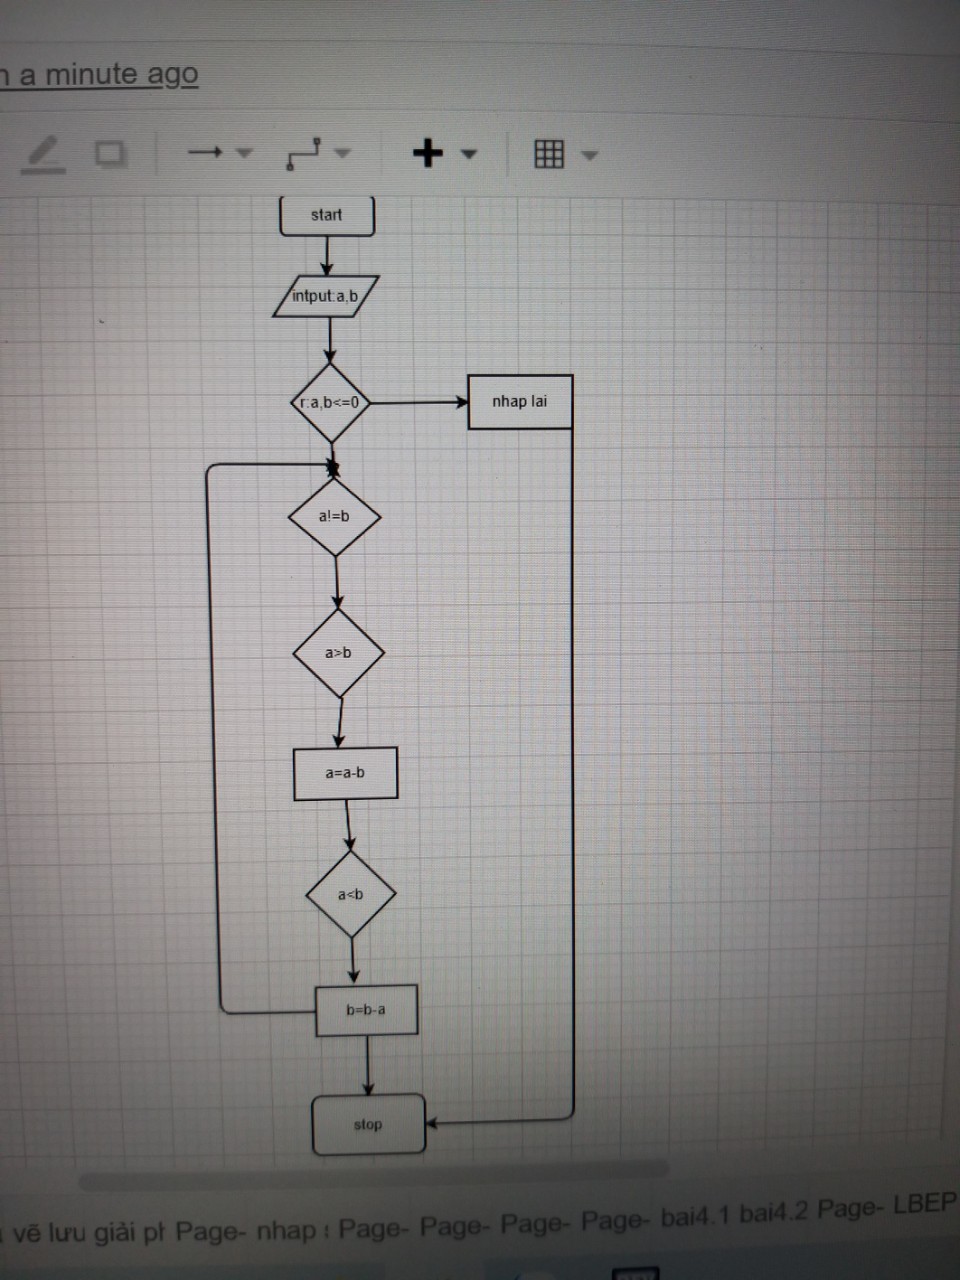 a minute ago
start
intput:a,b
r:a,b<=0
nhap lai
a!=b
a>b
a=a-b
a<b
b=b-a
stop
vẽ lưu giải pt Page- nhap : Page- Page- Page- Page- bai4.1 bai4.2 Page- LBEP